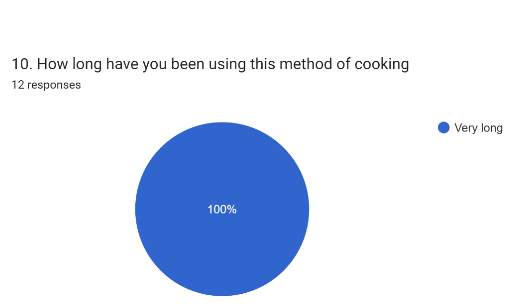 10. How long have you been using this method of cooking
12 responses
Very long
100%